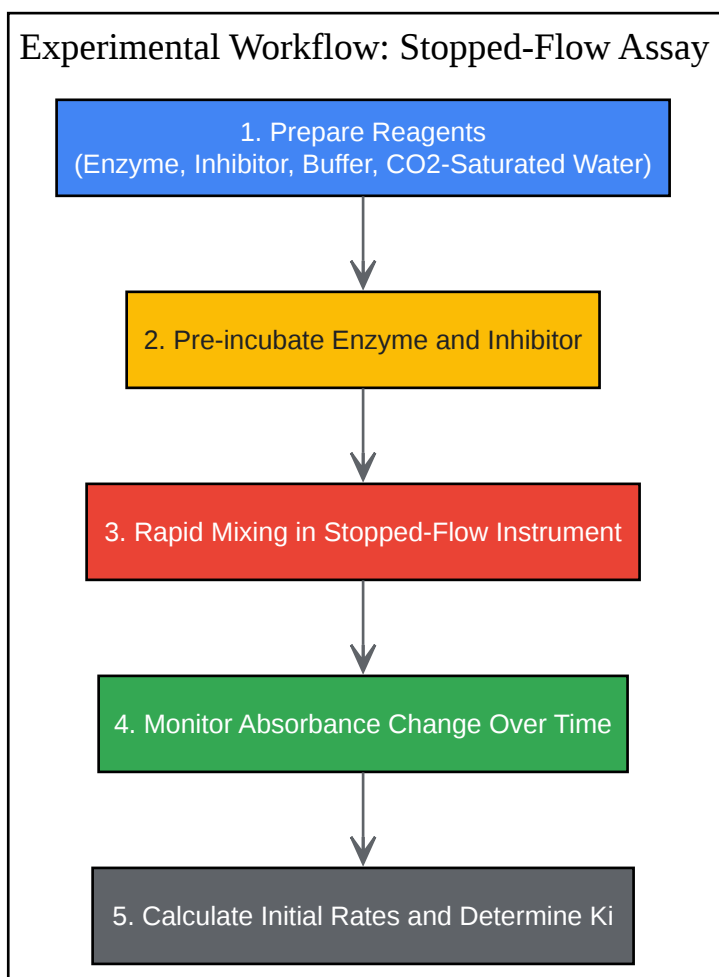 Experimental Workflow: Stopped-Flow Assay
1. Prepare Reagents
(Enzyme, Inhibitor, Buffer, CO2-Saturated Water)
2. Pre-incubate Enzyme and Inhibitor
3. Rapid Mixing in Stopped-Flow Instrument
4. Monitor Absorbance Change Over Time
5. Calculate Initial Rates and Determine Ki